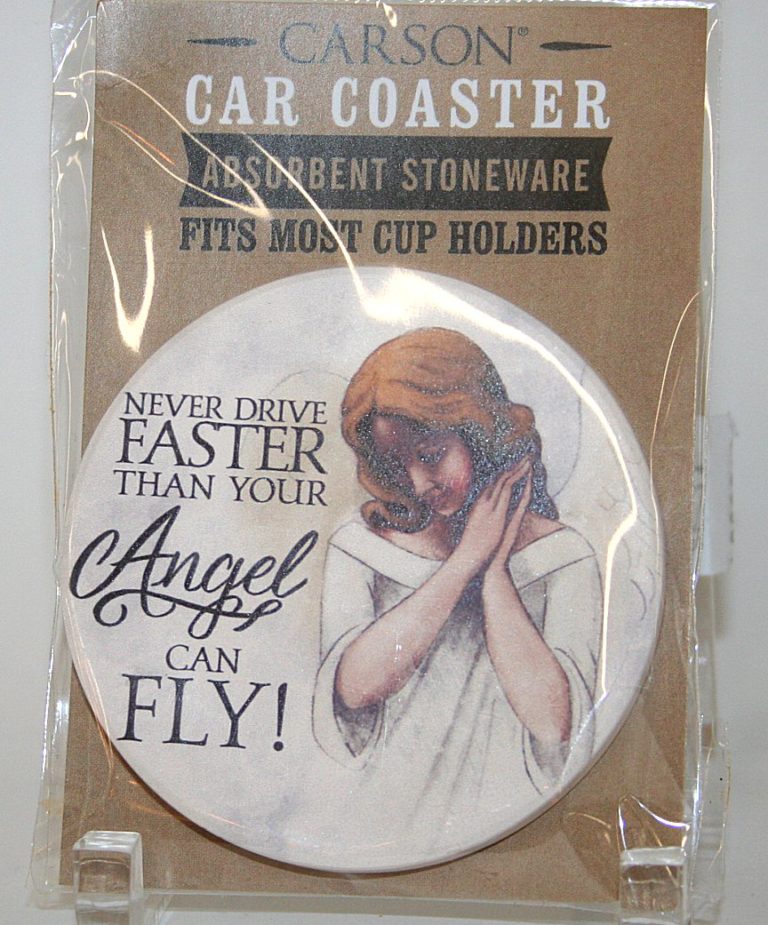 CARSON®
CAR COASTER
ABSORBENT STONEWARE
FITS MOST CUP HOLDERS
NEVER DRIVE
FASTER
THAN YOUR
Angel
CAN
FLY!